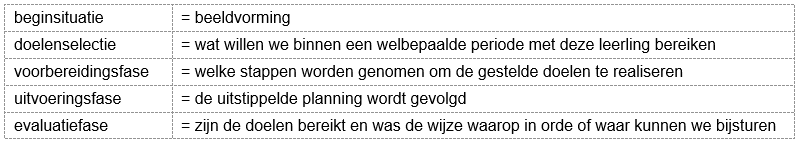 beginsituatie = beeldvorming
doelenselectie = wat willen we binnen een welbepaalde periode met deze leerling bereiken
voorbereidingsfase = welke stappen worden genomen om de gestelde doelen te realiseren
uitvoeringsfase = de uitstippelde planning wordt gevolgd
evaluatiefase = zijn de doelen bereikt en was de wijze waarop in orde of waar kunnen we bijsturen